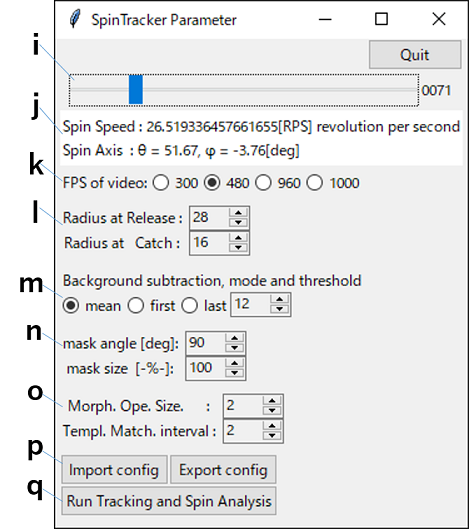 SpinTracker Parameter
Quit
i
0071
j
Spin Speed : 26.519336457661655[RPS] revolution per second
Spin Axis : θ = 51.67, φ = -3.76[deg]
k
FPS of video: 300 480 960 1000
l
Radius at Release : 28
Radius at Catch : 16
Background subtraction, mode and threshold
m
mean first last 12
n
mask angle [deg]: 90
mask size [-%-]: 100
o
Morph. Ope. Size. : 2
Templ. Match. interval : 2
p
Import config Export config
q
Run Tracking and Spin Analysis